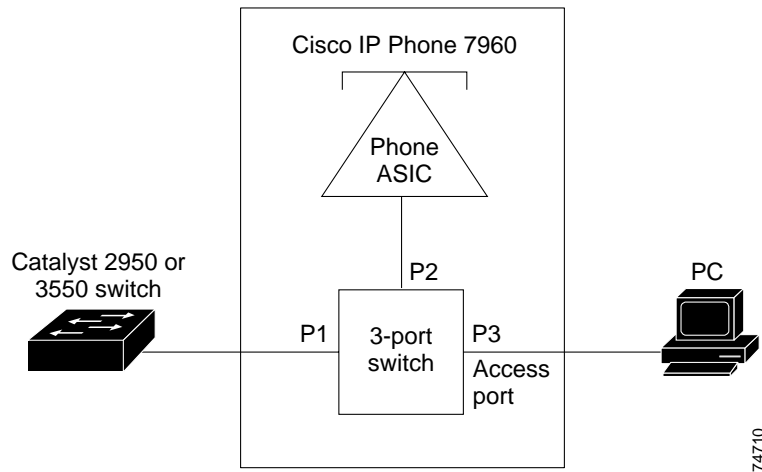 Cisco IP Phone 7960
Phone
ASIC
Catalyst 2950 or
3550 switch
P2
PC
P1
3-port
switch
P3
Access
port
74710